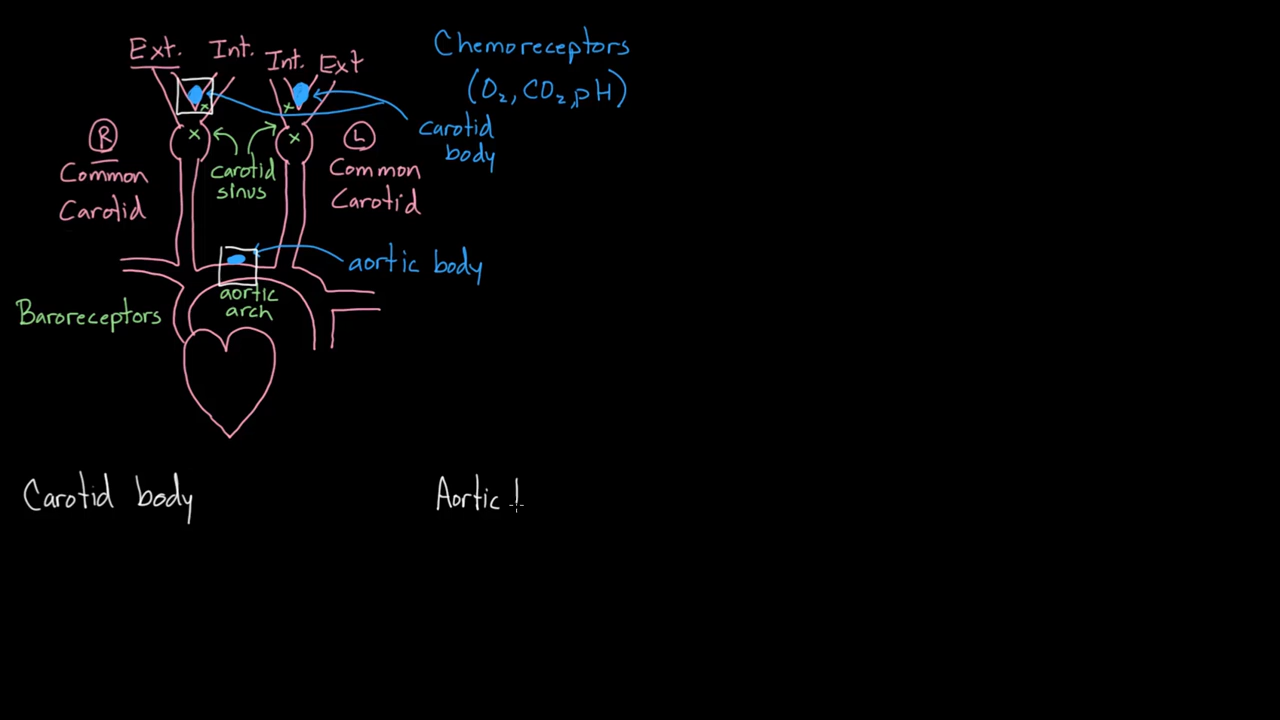 Ext. Int. Int. Ext
Chemoreceptors
(O₂, CO₂, pH)
carotid
body
R
Common
Carotid
carotid
sinus
L
Common
Carotid
aortic body
aortic
arch
Baroreceptors
Carotid body
Aortic